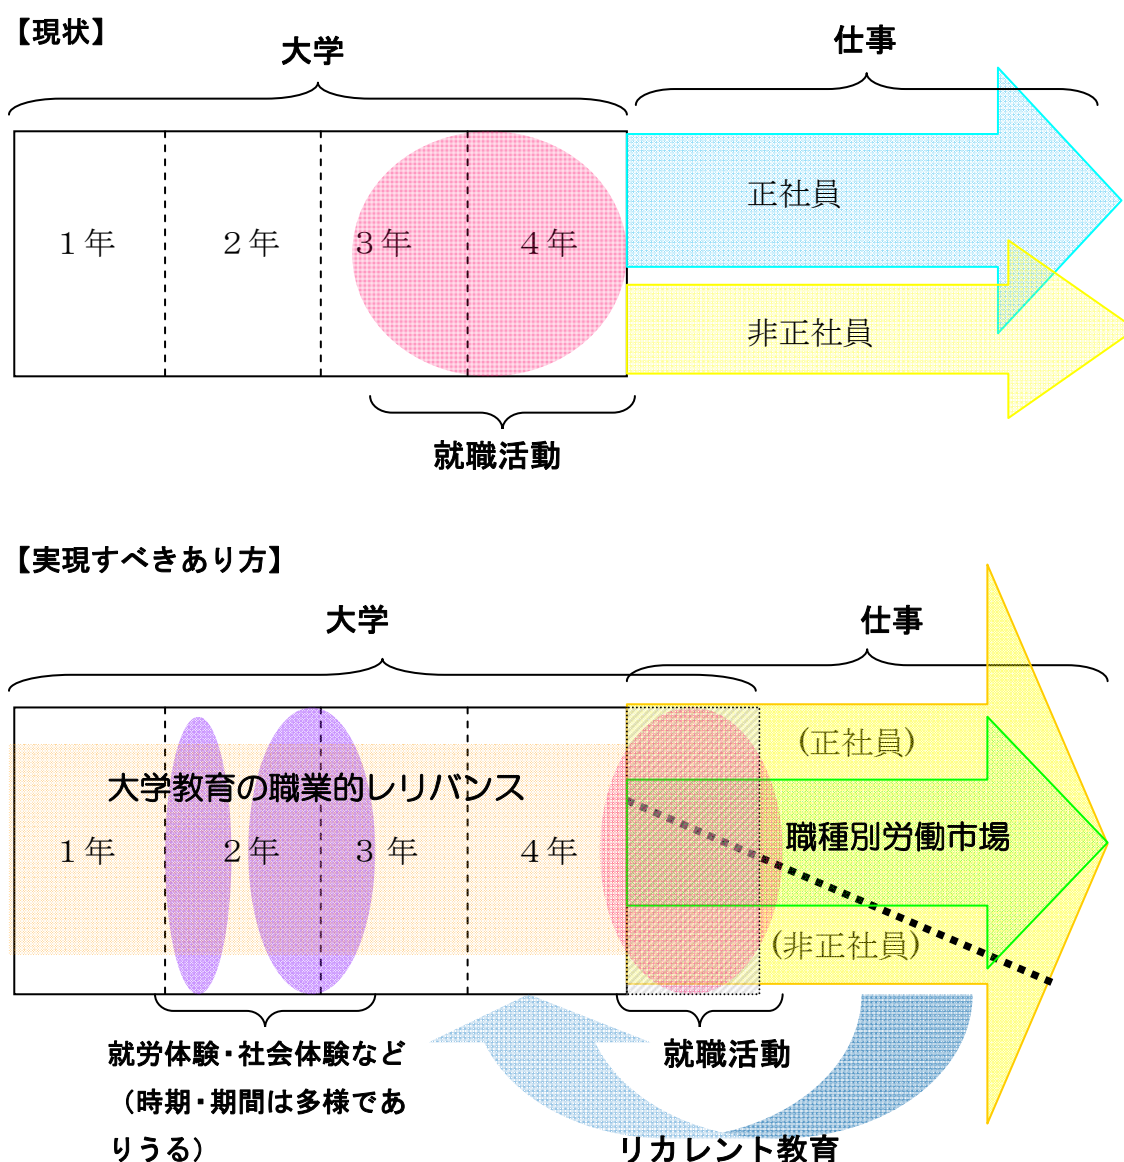 【現状】
大学
仕事
正社員
１年
２年
３年
４年
非正社員
就職活動
【実現すべきあり方】
大学
仕事
(正社員)
大学教育の職業的レリバンス
職種別労働市場
１年
２年
３年
４年
(非正社員)
就労体験・社会体験など
（時期・期間は多様であ
りうる）
就職活動
リカレント教育